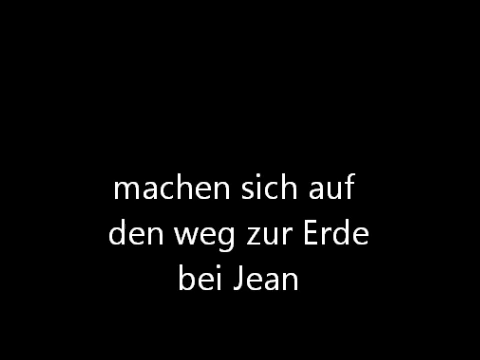 machen sich auf
den weg zur Erde
bei Jean